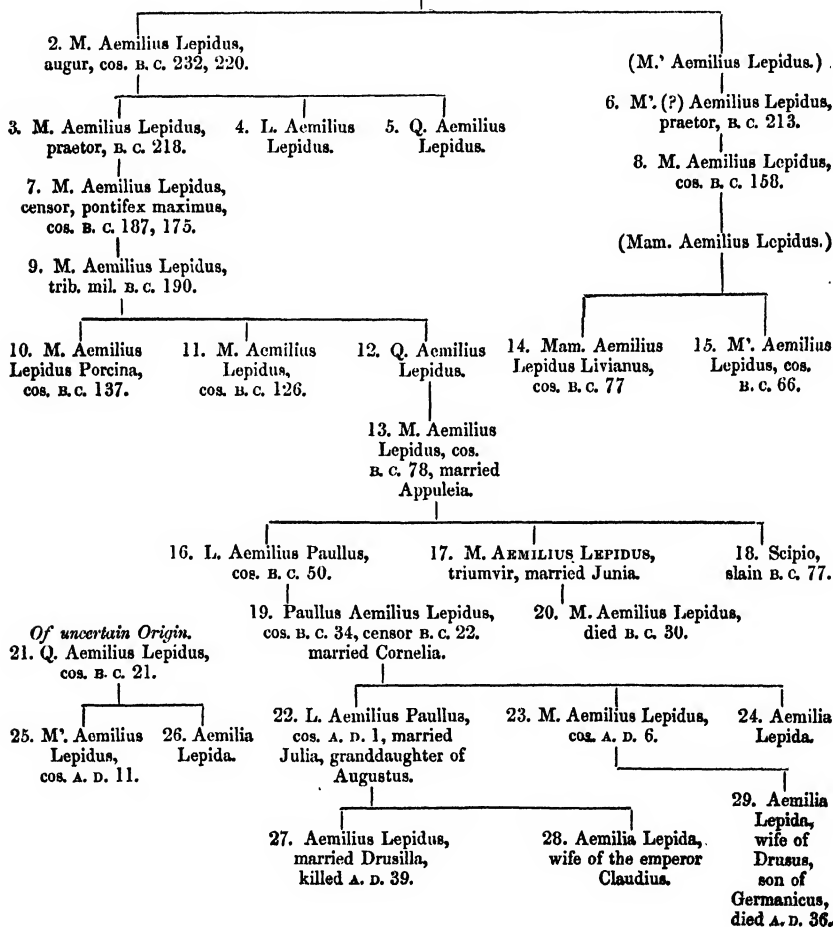 2. M. Aemilius Lepidus,
augur, cos. B. C. 232, 220.
(M.' Aemilius Lepidus.)
6. M'. (?) Aemilius Lepidus,
praetor, B. C. 213.
3. M. Aemilius Lepidus,
praetor, B. C. 218.
4. L. Aemilius
Lepidus.
5. Q. Aemilius
Lepidus.
8. M. Aemilius Lepidus,
cos. B. C. 158.
7. M. Aemilius Lepidus,
censor, pontifex maximus,
cos. B. C. 187, 175.
(Mam. Aemilius Lepidus.)
9. M. Aemilius Lepidus,
trib. mil. B. C. 190.
10. M. Aemilius
Lepidus Porcina,
cos. B. C. 137.
11. M. Aemilius
Lepidus,
cos. B. C. 126.
12. Q. Aemilius
Lepidus.
14. Mam. Aemilius
Lepidus Livianus,
cos. B. C. 77
15. M'. Aemilius
Lepidus, cos.
B. C. 66.
13. M. Aemilius
Lepidus, cos.
B. C. 78, married
Appuleia.
16. L. Aemilius Paullus,
cos. B. C. 50.
17. M. AEMILIUS LEPIDUS,
triumvir, married Junia.
18. Scipio,
slain B. C. 77.
19. Paullus Aemilius Lepidus,
cos. B. C. 34, censor B. C. 22.
married Cornelia.
20. M. Aemilius Lepidus,
died B. C. 30.
Of uncertain Origin.
21. Q. Aemilius Lepidus,
cos. B. C. 21.
25. M'. Aemilius
Lepidus,
cos. A. D. 11.
26. Aemilia
Lepida.
22. L. Aemilius Paullus,
cos. A. D. 1, married
Julia, granddaughter of
Augustus.
23. M. Aemilius Lepidus,
cos. A. D. 6.
24. Aemilia
Lepida.
27. Aemilius Lepidus,
married Drusilla,
killed A. D. 39.
28. Aemilia Lepida,
wife of the emperor
Claudius.
29. Aemilia
Lepida,
wife of
Drusus,
son of
Germanicus,
died A. D. 36.